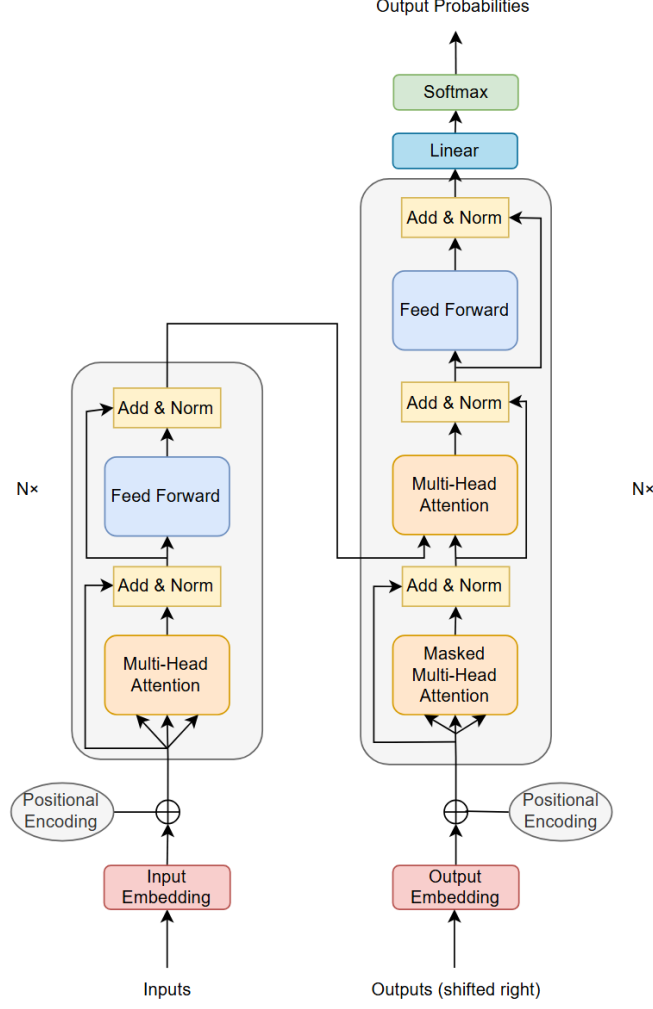 Output Probabilities
Softmax
Linear
Add & Norm
Feed Forward
Add & Norm
Multi-Head
Attention
Add & Norm
Masked
Multi-Head
Attention
N×
Positional
Encoding
Output
Embedding
Outputs (shifted right)
Add & Norm
Feed Forward
N×
Add & Norm
Multi-Head
Attention
Positional
Encoding
Input
Embedding
Inputs